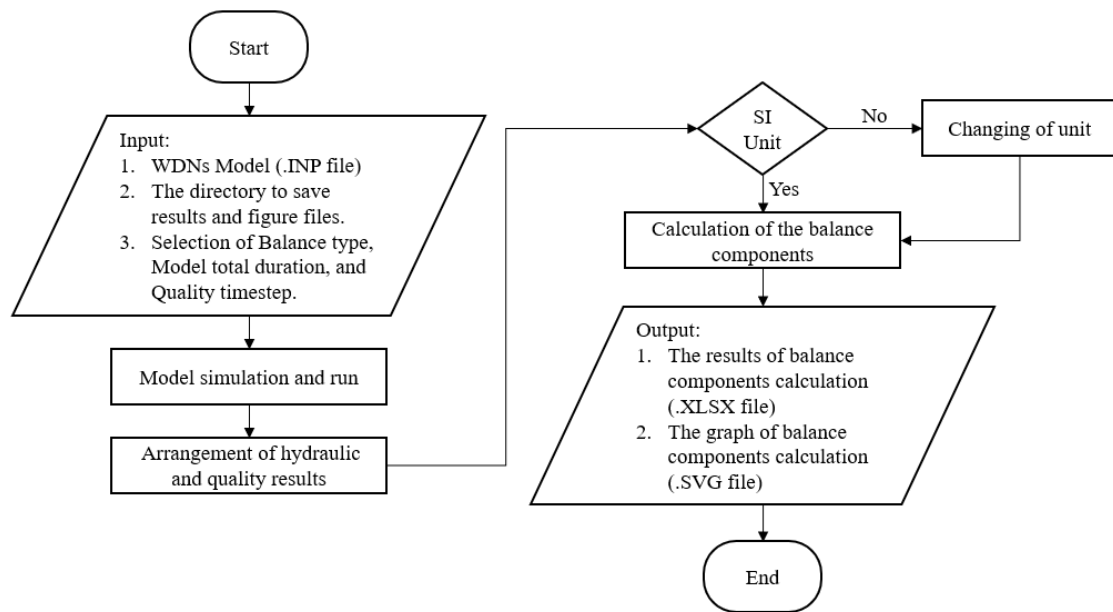 Start
Input:
1. WDNs Model (.INP file)
2. The directory to save
results and figure files.
3. Selection of Balance type,
Model total duration, and
Quality timestep.
Model simulation and run
Arrangement of hydraulic
and quality results
SI
Unit
No
Changing of unit
Yes
Calculation of the balance
components
Output:
1. The results of balance
components calculation
(.XLSX file)
2. The graph of balance
components calculation
(.SVG file)
End